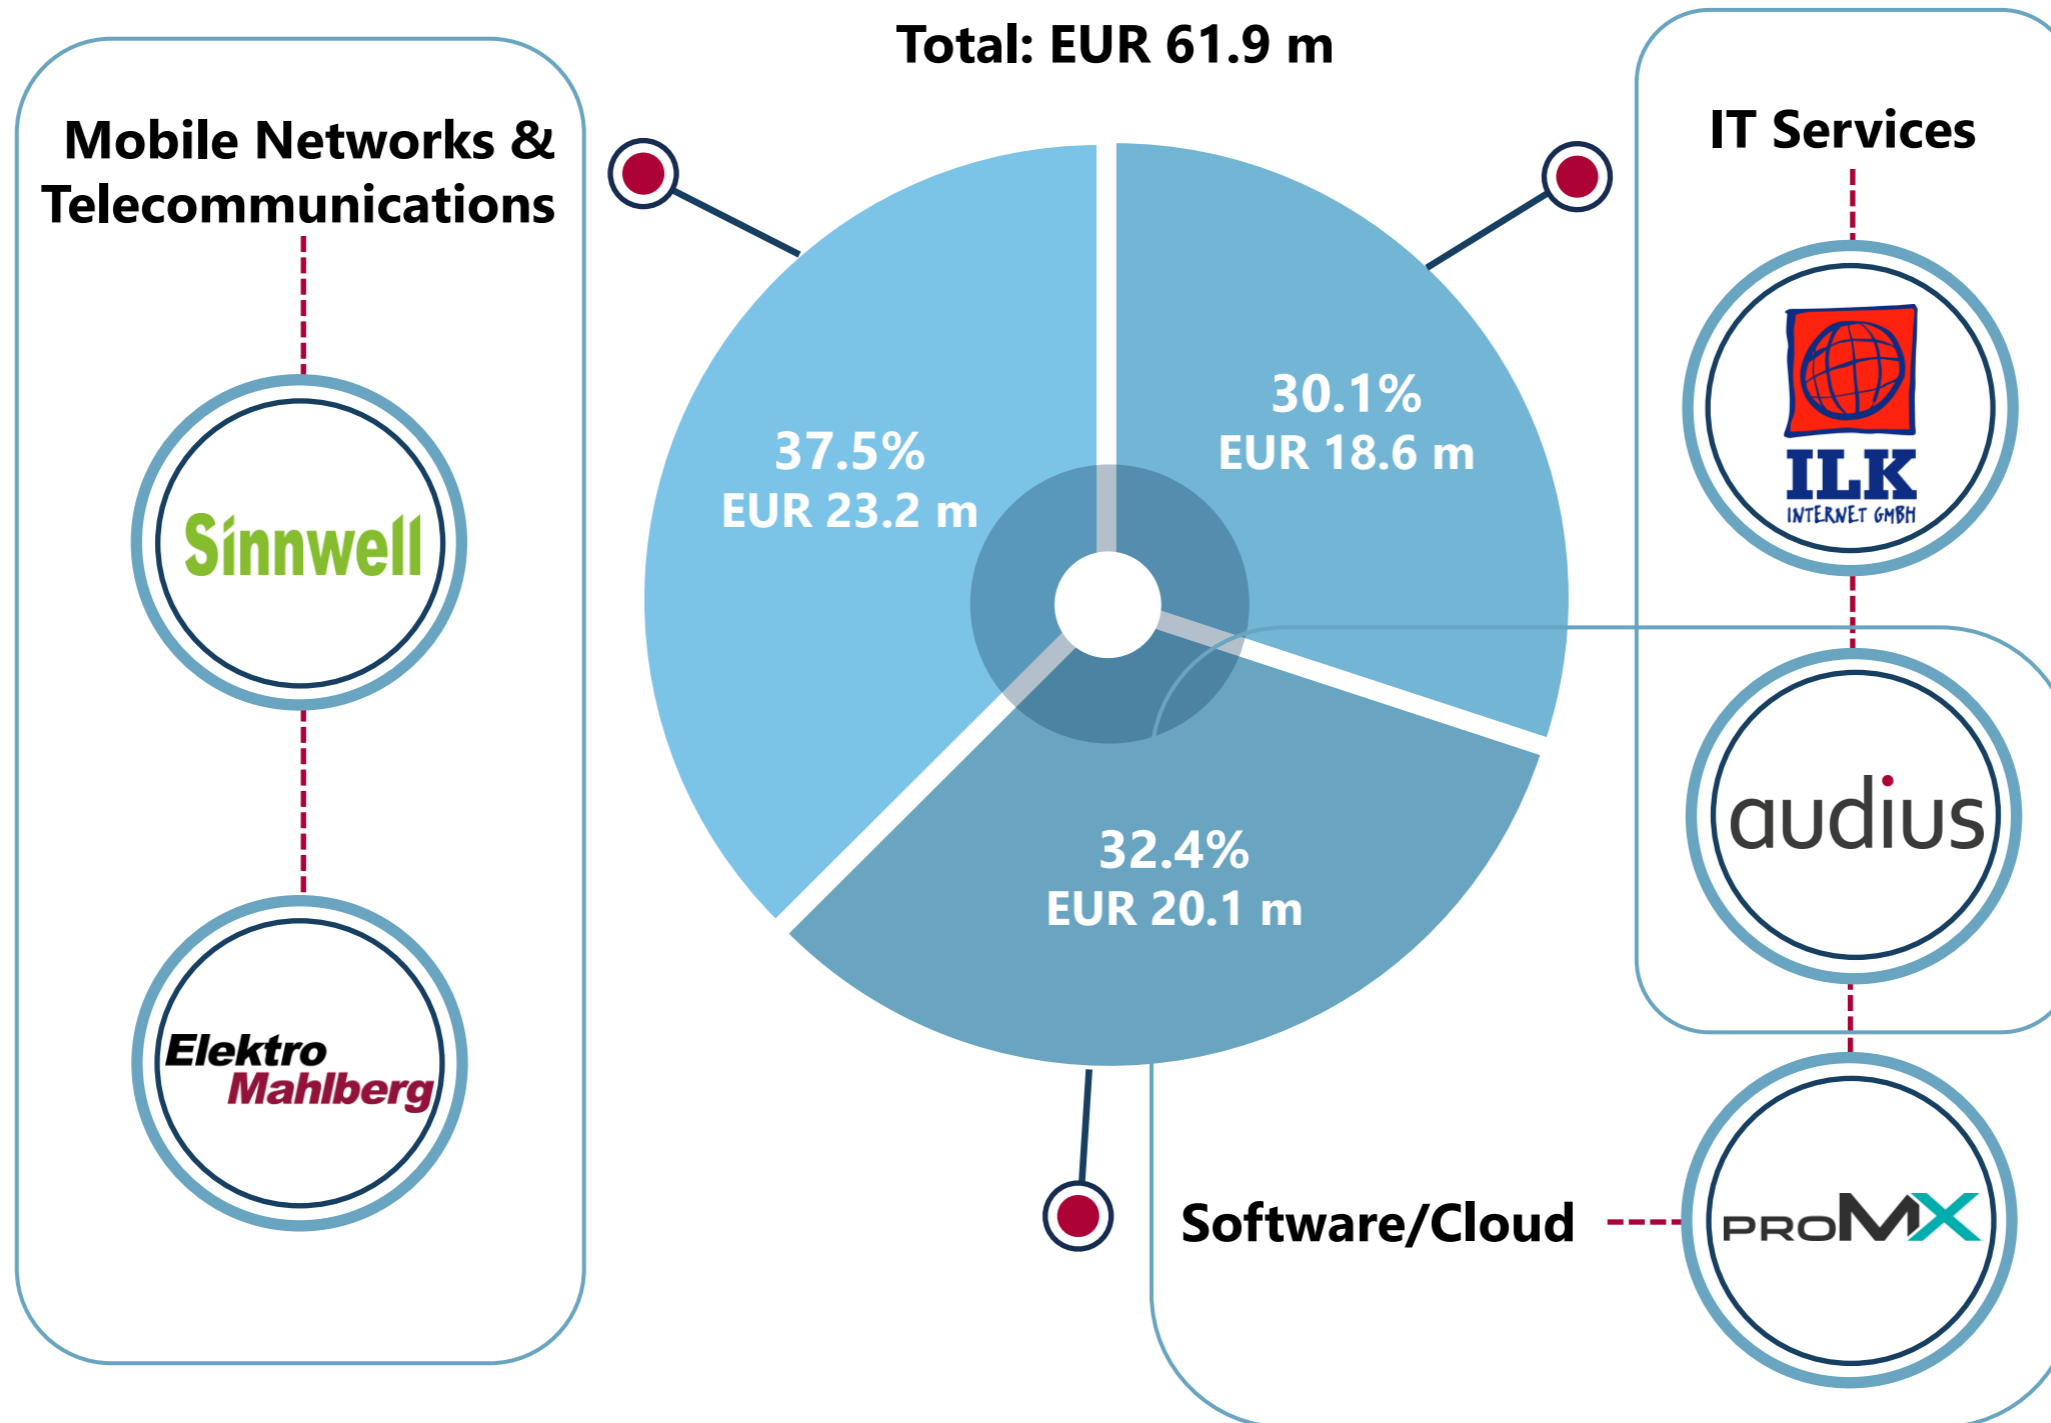 Total: EUR 61.9 m
Mobile Networks &
Telecommunications
Sinnwell
Elektro
Mahlberg
37.5%
EUR 23.2 m
30.1%
EUR 18.6 m
32.4%
EUR 20.1 m
IT Services
ILK
INTERNET GMBH
audius
Software/Cloud
PROMX